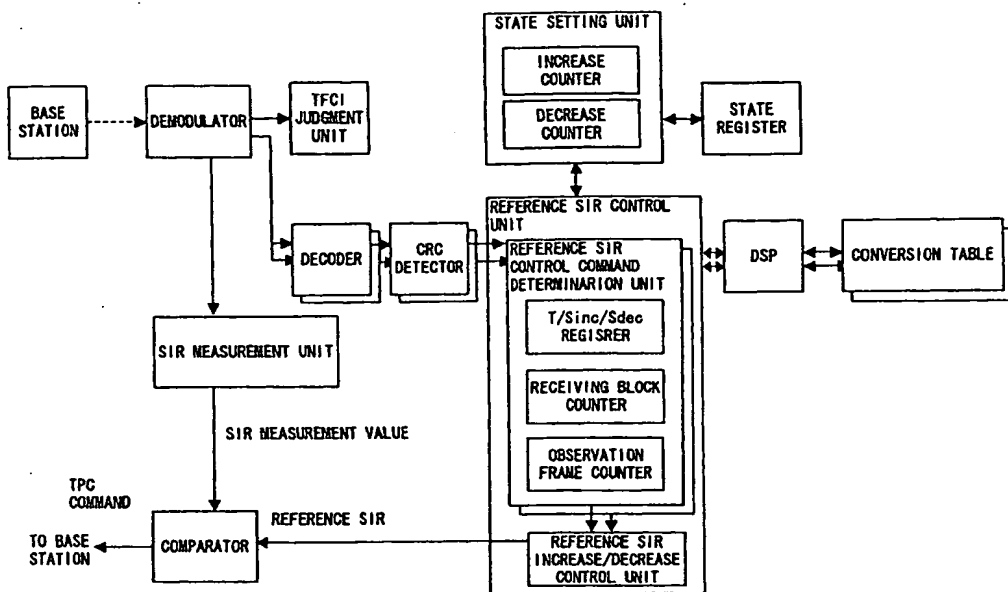 STATE SETTING UNIT
INCREASE
COUNTER
DECREASE
COUNTER
STATE
REGISTER
BASE
STATION
DEMODULATOR
TFCI
JUDGMENT
UNIT
REFERENCE SIR CONTROL
UNIT
DECODER
CRC
DETECTOR
REFERENCE SIR
CONTROL COMMAND
DETERMINARION UNIT
DSP
CONVERSION TABLE
T/Sinc/Sdec
REGISRER
SIR MEASUREMENT UNIT
RECEIVING BLOCK
COUNTER
SIR MEASUREMENT VALUE
OBSERVATION
FRAME COUNTER
TPC
COMMAND
REFERENCE SIR
TO BASE
STATION
COMPARATOR
REFERENCE SIR
INCREASE/DECREASE
CONTROL UNIT